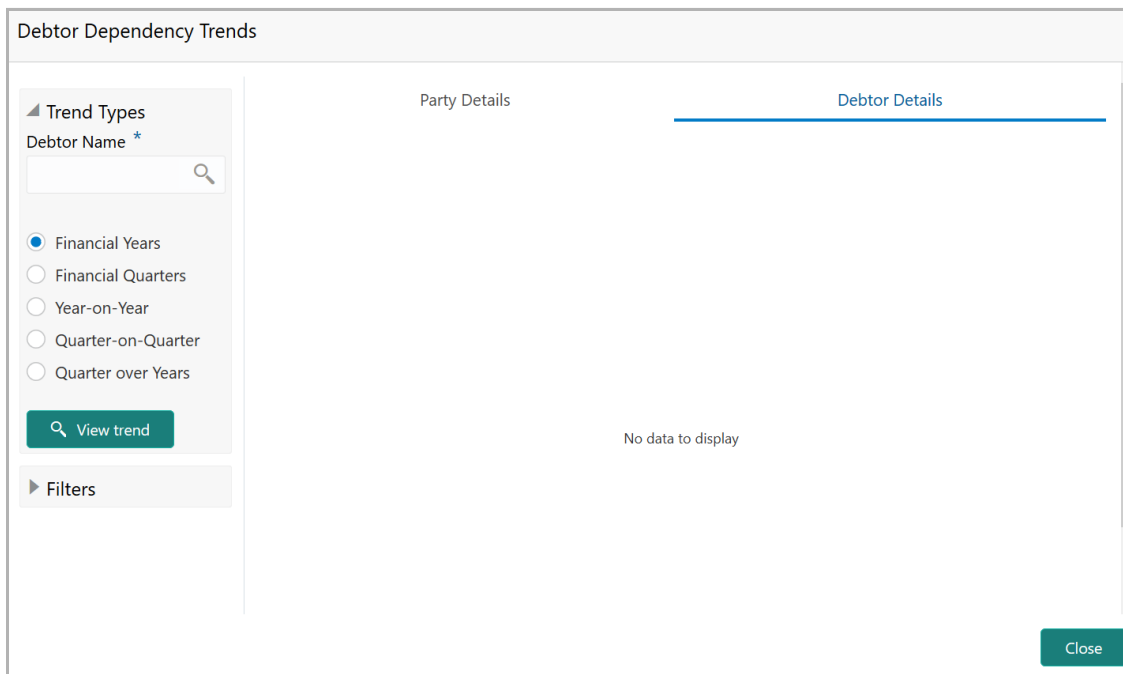 Debtor Dependency Trends
Trend Types
Debtor Name *
Financial Years
Financial Quarters
Year-on-Year
Quarter-on-Quarter
Quarter over Years
View trend
Filters
Party Details
Debtor Details
No data to display
Close